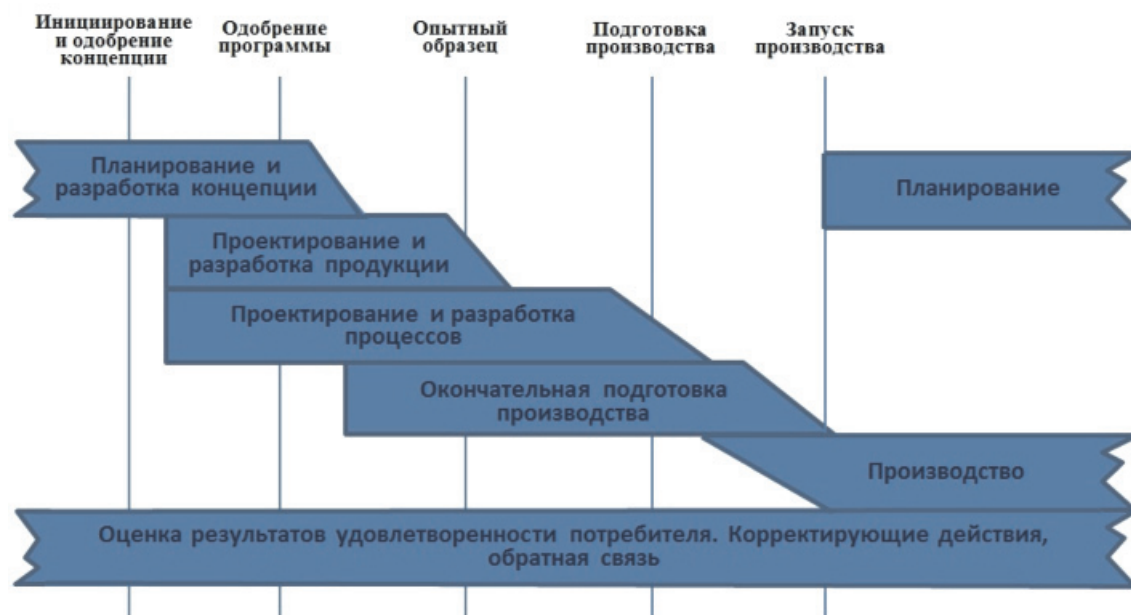 Инициирование
и одобрение
концепции
Одобрение
программы
Опытный
образец
Подготовка
производства
Запуск
производства
Планирование и
разработка концепции
Планирование
Проектирование и
разработка продукции
Проектирование и разработка
процессов
Окончательная подготовка
производства
Производство
Оценка результатов удовлетворенности потребителя. Корректирующие действия,
обратная связь